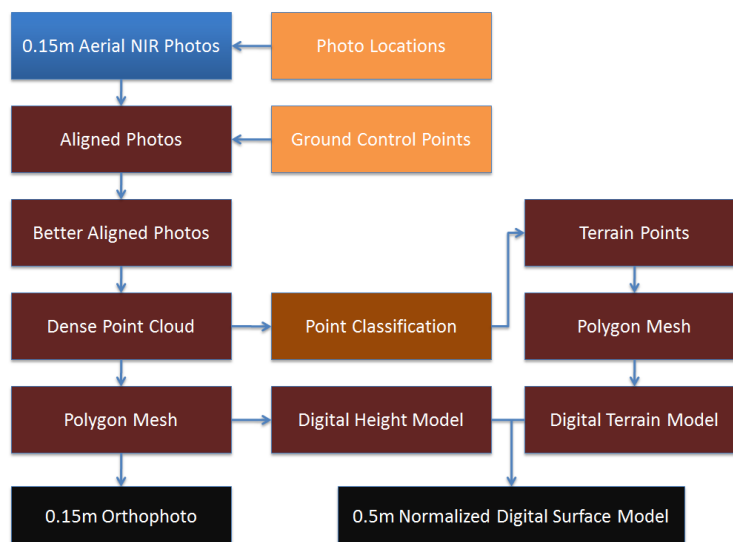 0.15m Aerial NIR Photos
Photo Locations
Aligned Photos
Ground Control Points
Better Aligned Photos
Terrain Points
Dense Point Cloud
Point Classification
Polygon Mesh
Polygon Mesh
Digital Height Model
Digital Terrain Model
0.15m Orthophoto
0.5m Normalized Digital Surface Model